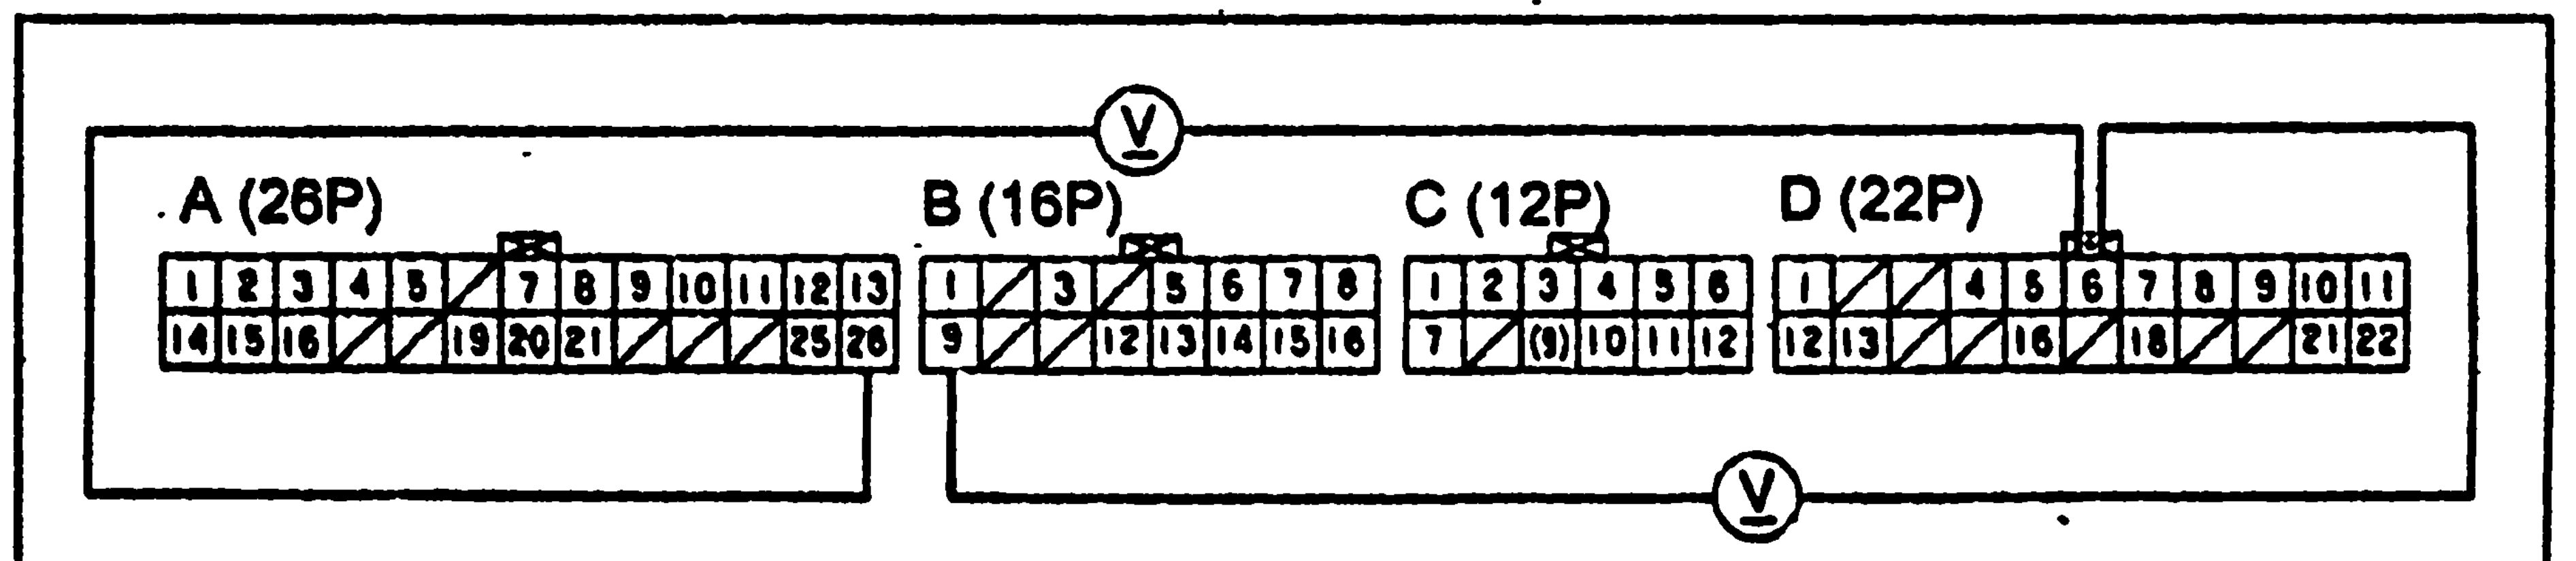 V
A (26P) B (16P) C (12P) D (22P)
1 2 3 4 5 7 8 9 10 11 12 13 1 3 5 6 7 8 1 2 3 4 5 6 1 4 5 6 7 8 9 10 11
14 15 16 19 20 21 25 26 9 12 13 14 15 16 7 (9) 10 11 12 12 13 16 18 21 22
V